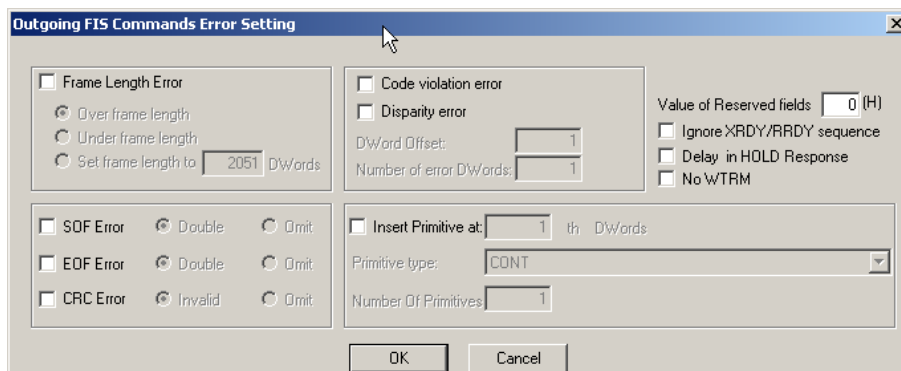 Outgoing FIS Commands Error Setting
Frame Length Error
Over frame length
Under frame length
Set frame length to 2051 DWords
Code violation error
Disparity error
DWord Offset: 1
Number of error DWords: 1
Value of Reserved fields 0 (H)
Ignore XRDY/RRDY sequence
Delay in HOLD Response
No WTRM
SOF Error Double Omit
EOF Error Double Omit
CRC Error Invalid Omit
Insert Primitive at: 1 th DWords
Primitive type: CONT
Number Of Primitives 1
OK Cancel